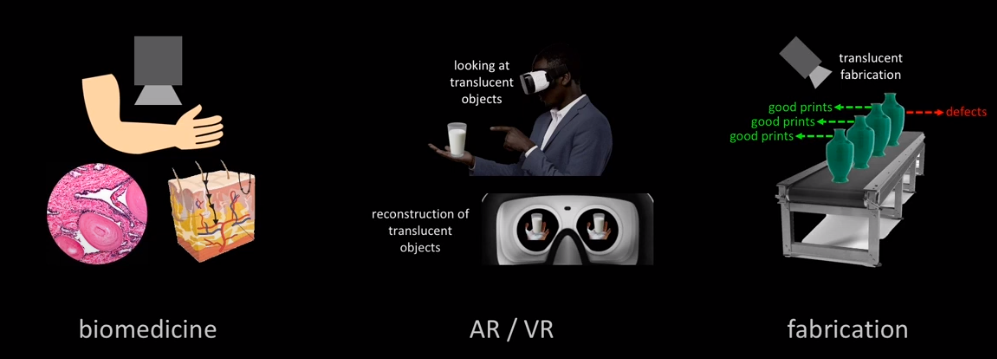 looking at
translucent
objects
reconstruction of
translucent
objects
translucent
fabrication
good prints
good prints
good prints
defects
biomedicine
AR / VR
fabrication